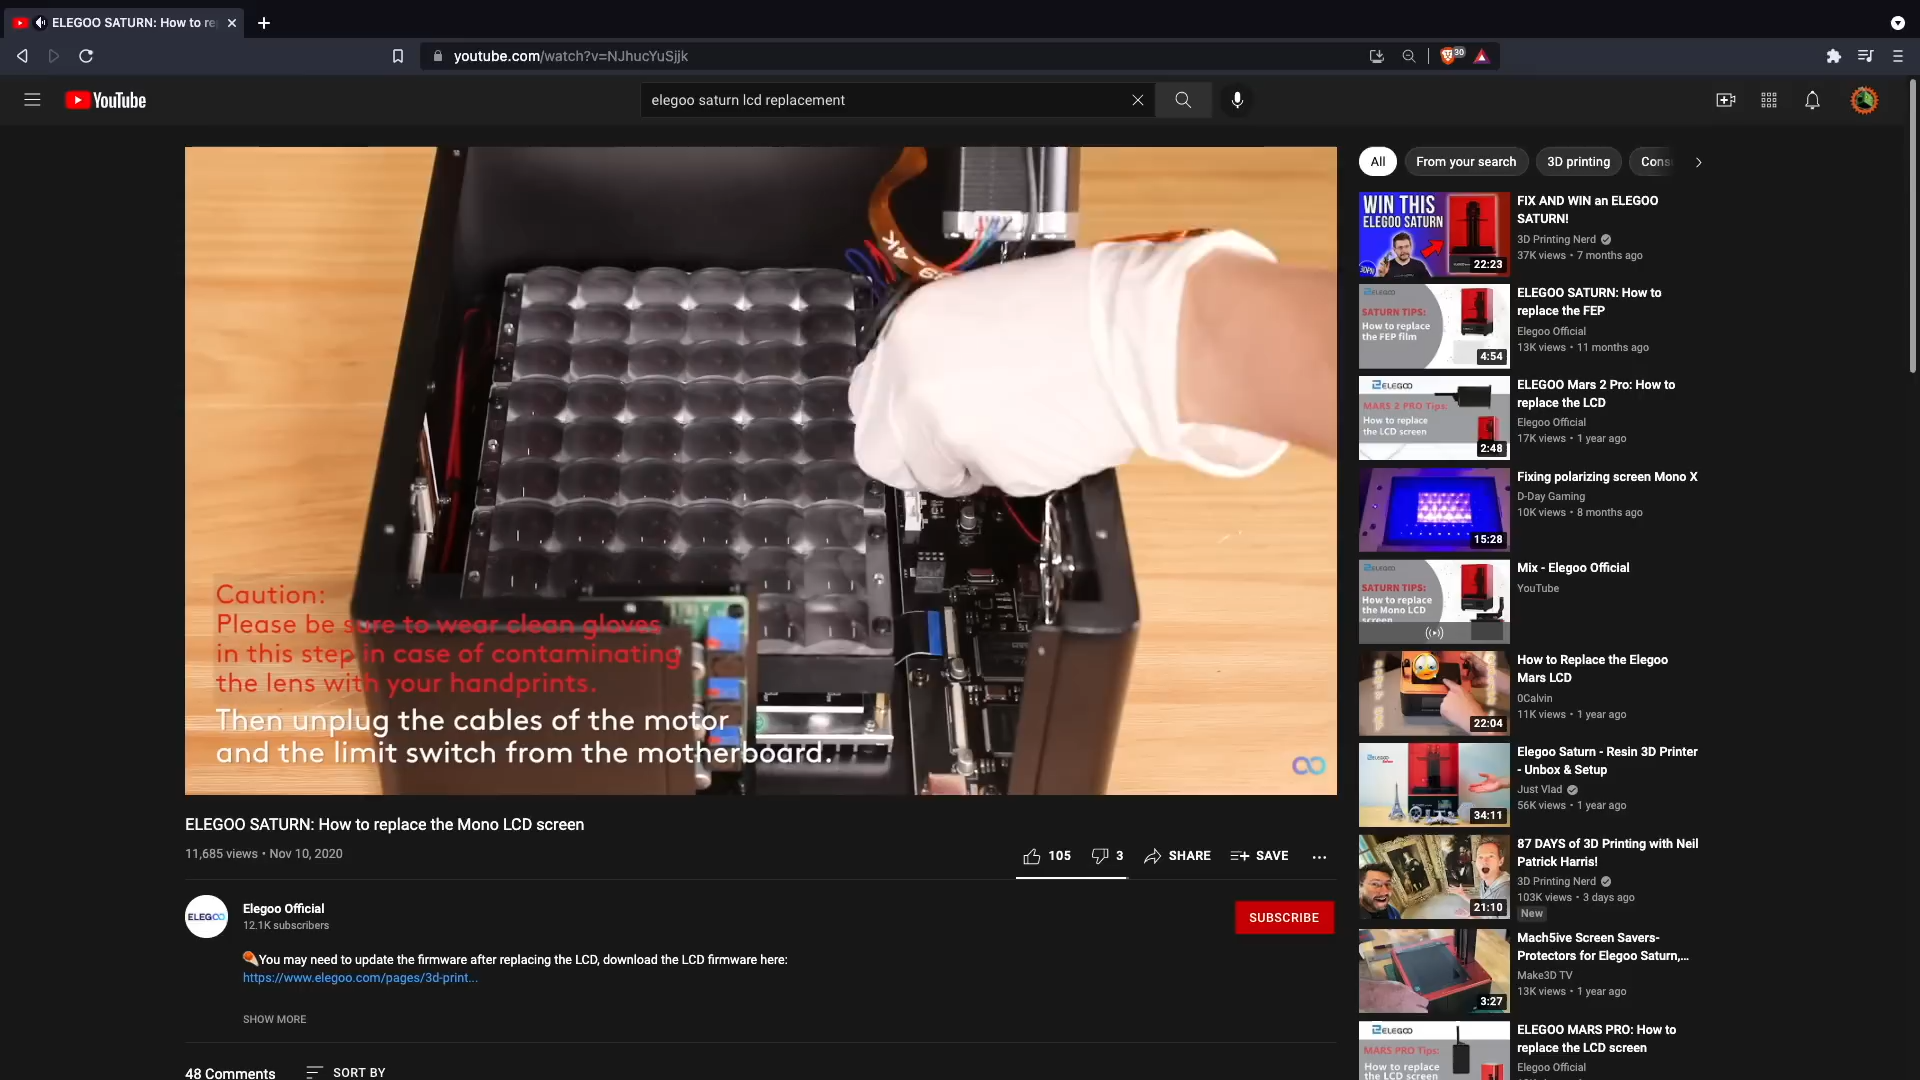 ELEGOO SATURN: How to re
youtube.com/watch?v=NJhucYuSjjk
30
YouTube
elegoo saturn lcd replacement
Caution:
Please be sure to wear clean gloves
in this step in case of contaminating
the lens with your handprints.
Then unplug the cables of the motor
and the limit switch from the motherboard.
ELEGOO SATURN: How to replace the Mono LCD screen
11,685 views • Nov 10, 2020
105
3
SHARE
SAVE
ELEGOO
Elegoo Official
12.1K subscribers
SUBSCRIBE
You may need to update the firmware after replacing the LCD, download the LCD firmware here:
https://www.elegoo.com/pages/3d-print...
SHOW MORE
48 Comments
SORT BY
All
From your search
3D printing
Cons
WIN THIS
ELEGOO SATURN
22:23
FIX AND WIN an ELEGOO
SATURN!
3D Printing Nerd
37K views • 7 months ago
ELEGOO
SATURN TIPS:
How to replace
the FEP film
4:54
ELEGOO SATURN: How to
replace the FEP
Elegoo Official
13K views • 11 months ago
ELEGOO
MARS 2 PRO Tips:
How to replace
the LCD screen
2:48
ELEGOO Mars 2 Pro: How to
replace the LCD
Elegoo Official
17K views • 1 year ago
15:28
Fixing polarizing screen Mono X
D-Day Gaming
10K views • 8 months ago
ELEGOO
SATURN TIPS:
How to replace
the Mono LCD
screen
Mix - Elegoo Official
YouTube
22:04
How to Replace the Elegoo
Mars LCD
0Calvin
11K views • 1 year ago
34:11
Elegoo Saturn - Resin 3D Printer
- Unbox & Setup
Just Vlad
56K views • 1 year ago
21:10
87 DAYS of 3D Printing with Neil
Patrick Harris!
3D Printing Nerd
103K views • 3 days ago
New
3:27
Mach5ive Screen Savers-
Protectors for Elegoo Saturn,...
Make3D TV
13K views • 1 year ago
ELEGOO
MARS PRO Tips:
How to replace
the LCD screen
ELEGOO MARS PRO: How to
replace the LCD screen
Elegoo Official